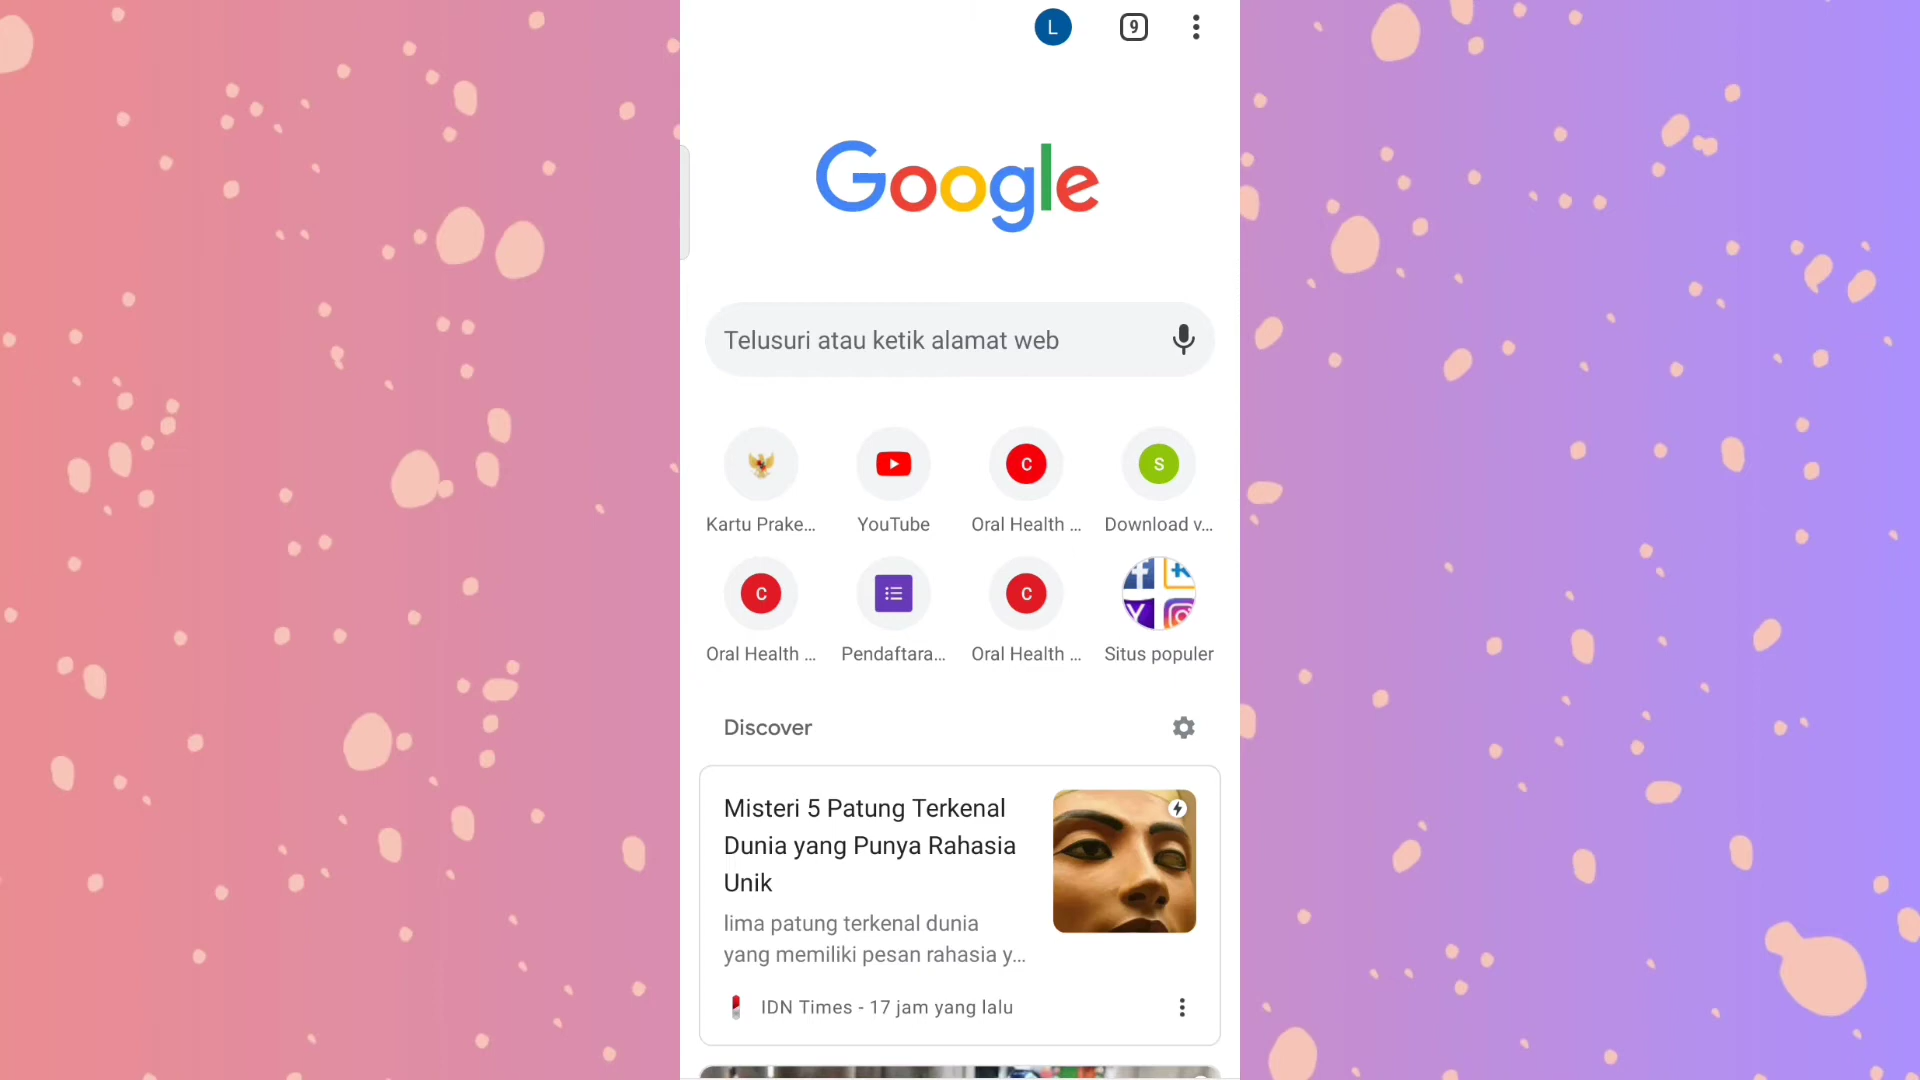 L
9
Google
Telusuri atau ketik alamat web
C
S
Kartu Prake...
YouTube
Oral Health ...
Download v...
C
C
Oral Health ...
Pendaftara...
Oral Health ...
Situs populer
Discover
Misteri 5 Patung Terkenal
Dunia yang Punya Rahasia
Unik
lima patung terkenal dunia
yang memiliki pesan rahasia y...
IDN Times - 17 jam yang lalu